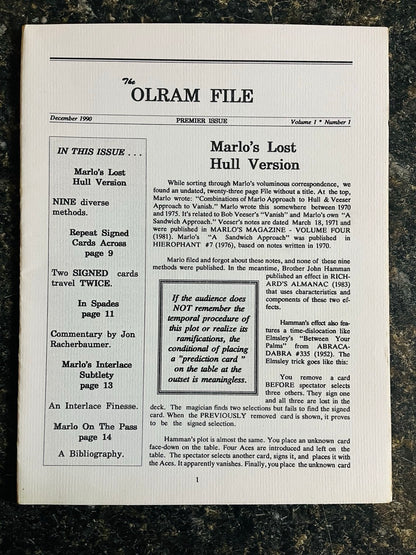 The
OLRAM FILE
December 1990 PREMIER ISSUE Volume 1 * Number 1
IN THIS ISSUE . . .
Marlo's Lost
Hull Version
NINE diverse
methods.
Repeat Signed
Cards Across
page 9
Two SIGNED cards
travel TWICE.
In Spades
page 11
Commentary by Jon
Racherbaumer.
Marlo's Interlace
Subtlety
page 13
An Interlace Finesse.
Marlo On The Pass
page 14
A Bibliography.
Marlo's Lost
Hull Version
While sorting through Marlo's voluminous correspondence, we
found an undated, twenty-three page File without a title. At the top,
Marlo wrote: "Combinations of Marlo Approach to Hull & Veeser
Approach to Vanish." Marlo wrote this somewhere between 1970
and 1975. It's related to Bob Veeser's "Vanish" and Marlo's own "A
Sandwich Approach." Veeser's notes are dated March 18, 1971 and
were published in MARLO'S MAGAZINE - VOLUME FOUR
(1981). Marlo's "A Sandwich Approach" was published in
HIEROPHANT #7 (1976), based on notes written in 1970.
Marlo filed and forgot about these notes, and none of these nine
methods were published. In the meantime, Brother John Hamman
published an effect in RICH-
ARD'S ALMANAC (1983)
that uses characteristics and
components of these two ef-
fects.
If the audience does
NOT remember the
temporal procedure of
this plot or realize its
ramifications, the
conditional of placing
a "prediction card "
on the table at the
outset is meaningless.
Hamman's effect also fea-
tures a time-dislocation like
Elmsley's "Between Your
Palms" from ABRACA-
DABRA #335 (1952). The
Elmsley trick goes like this:
You remove a card
BEFORE spectator selects
three others. They sign one
and all three are lost in the
deck. The magician finds two selections but fails to find the signed
card. When the PREVIOUSLY removed card is shown, it proves
to be the signed selection.
Hamman's plot is almost the same. You place an unknown card
face-down on the table. Four Aces are introduced and left on the
table. The spectator selects another card, signs it, and places it with
the Aces. It apparently vanishes. Finally, you place the unknown card
1